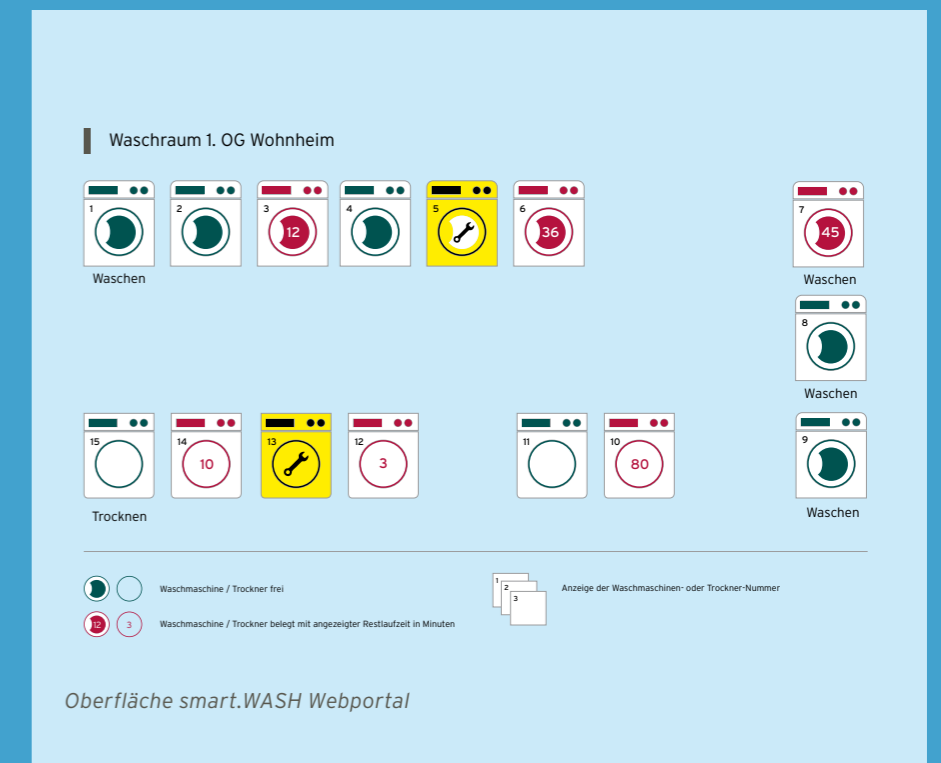 Waschraum 1. OG Wohnheim
1 2 3 4 5 6 7
12 36 45
Waschen Waschen
8
Waschen
15 14 13 12 11 10 9
10 3 80
Trocknen Waschen
Waschmaschine / Trockner frei
1 2 3 Anzeige der Waschmaschinen- oder Trockner-Nummer
12 3 Waschmaschine / Trockner belegt mit angezeigter Restlaufzeit in Minuten
Oberfläche smart.WASH Webportal